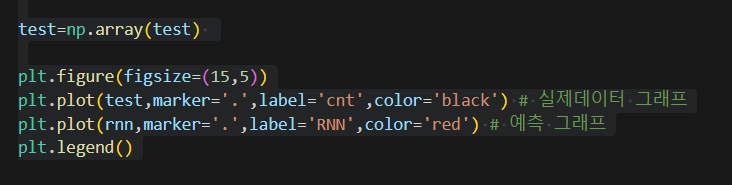 test=np.array(test)
plt.figure(figsize=(15,5))
plt.plot(test,marker='.',label='cnt',color='black') # 실제데이터 그래프
plt.plot(rnn,marker='.',label='RNN',color='red') # 예측 그래프
plt.legend()